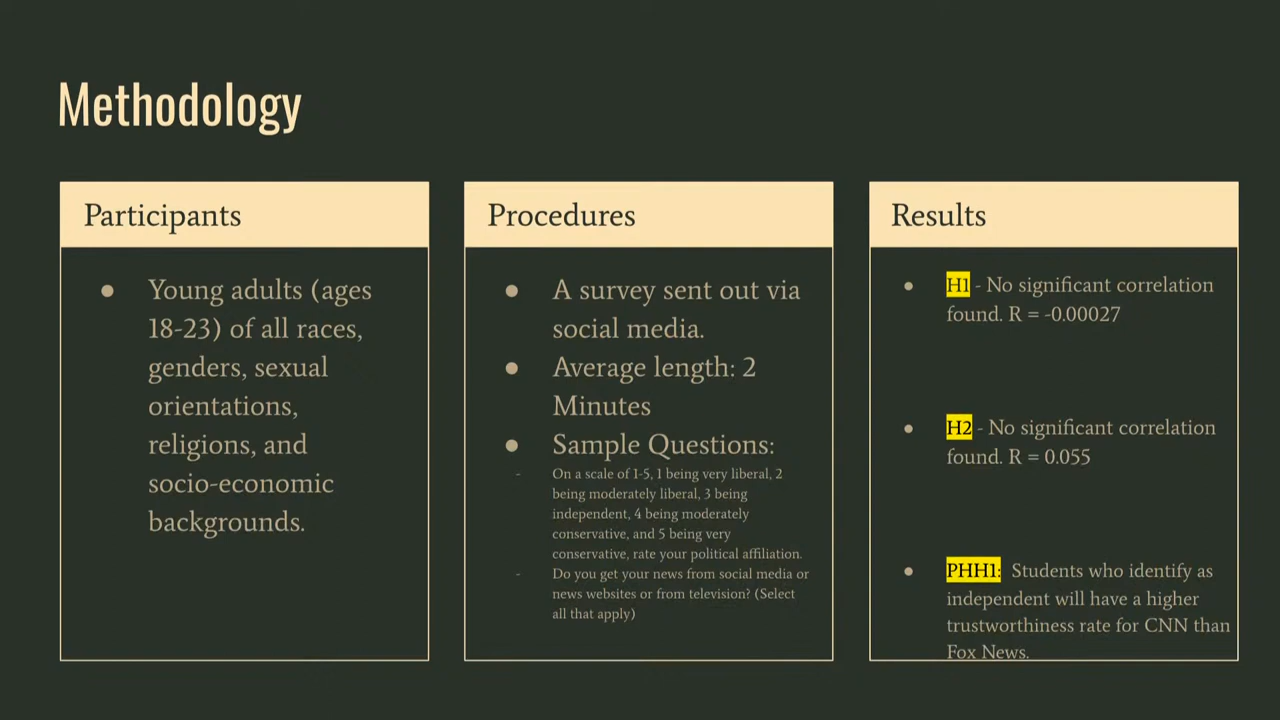 Methodology
Participants
● Young adults (ages
18-23) of all races,
genders, sexual
orientations,
religions, and
socio-economic
backgrounds.
Procedures
● A survey sent out via
social media.
● Average length: 2
Minutes
● Sample Questions:
- On a scale of 1-5, 1 being very liberal, 2
being moderately liberal, 3 being
independent, 4 being moderately
conservative, and 5 being very
conservative, rate your political affiliation.
- Do you get your news from social media or
news websites or from television? (Select
all that apply)
Results
● H1 - No significant correlation
found. R = -0.00027
● H2 - No significant correlation
found. R = 0.055
● PHH1: Students who identify as
independent will have a higher
trustworthiness rate for CNN than
Fox News.